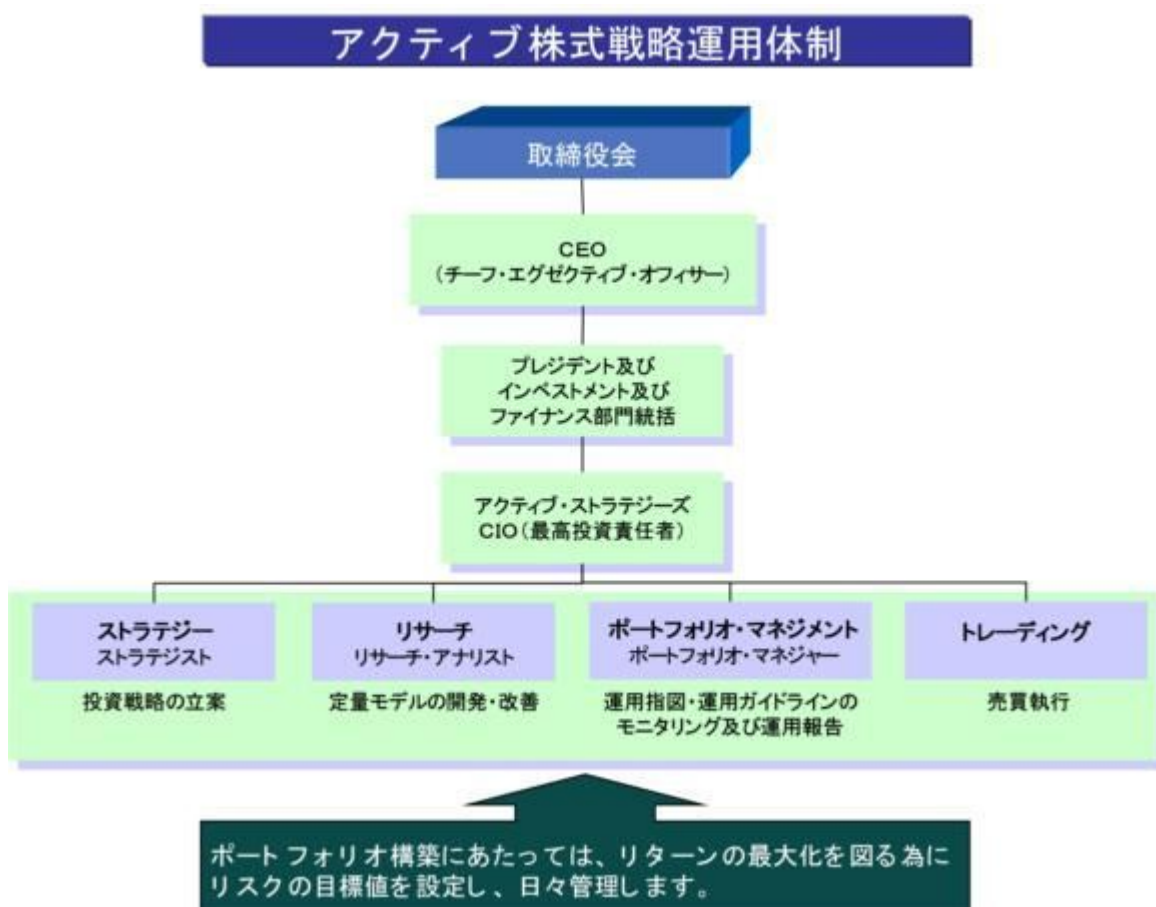 アクティブ株式戦略運用体制
取締役会
CEO
（チーフ・エグゼクティブ・オフィサー）
プレジデント及び
インベストメント及び
ファイナンス部門統括
アクティブ・ストラテジーズ
CIO（最高投資責任者）
ストラテジー
ストラテジスト
投資戦略の立案
リサーチ
リサーチ・アナリスト
定量モデルの開発・改善
ポートフォリオ・マネジメント
ポートフォリオ・マネジャー
運用指図・運用ガイドラインの
モニタリング及び運用報告
トレーディング
売買執行
ポートフォリオ構築にあたっては、リターンの最大化を図る為に
リスクの目標値を設定し、日々管理します。